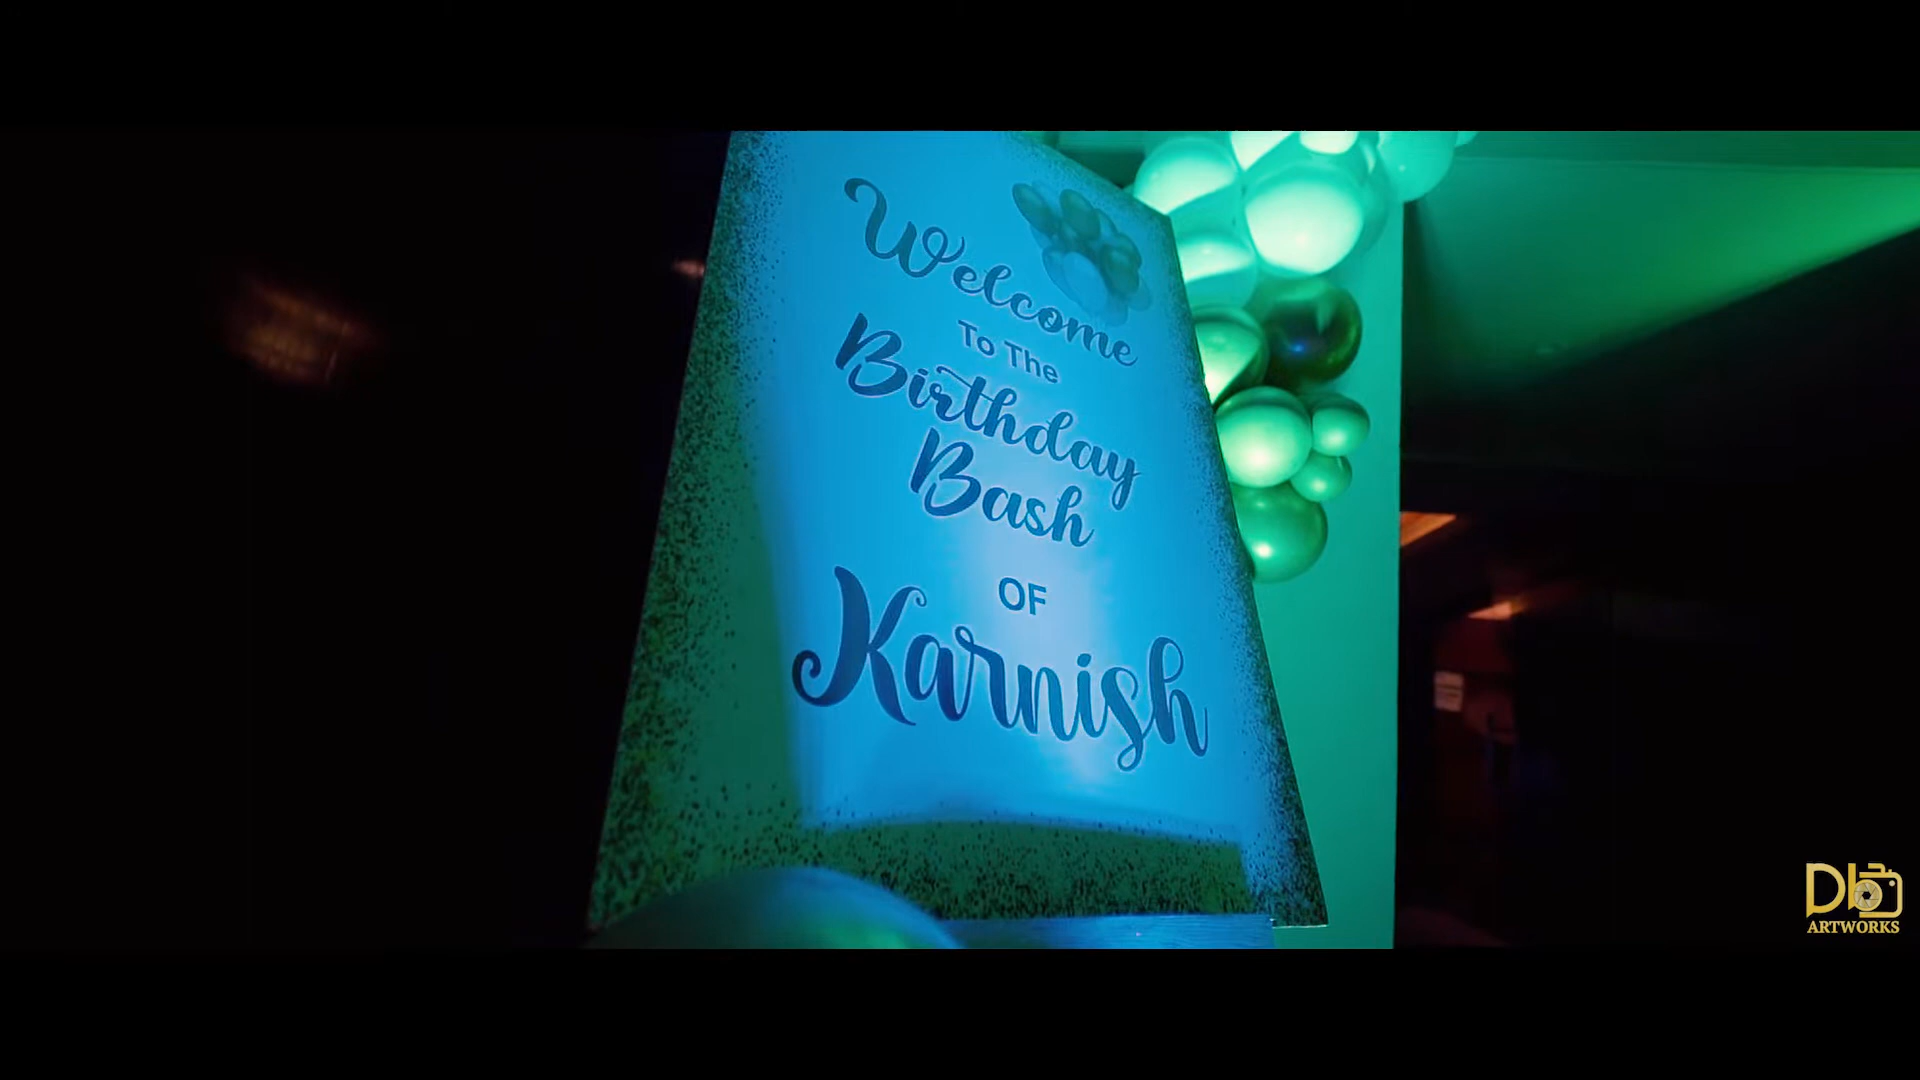 Welcome
To The
Birthday
Bash
OF
Karnish
Db
ARTWORKS